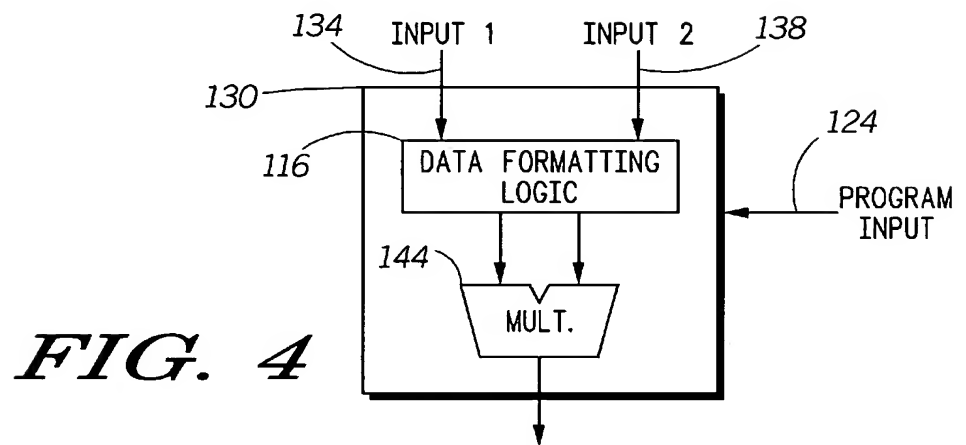 134 INPUT 1 INPUT 2 138
130
116
DATA FORMATTING
LOGIC
124
PROGRAM
INPUT
144
MULT.
FIG. 4